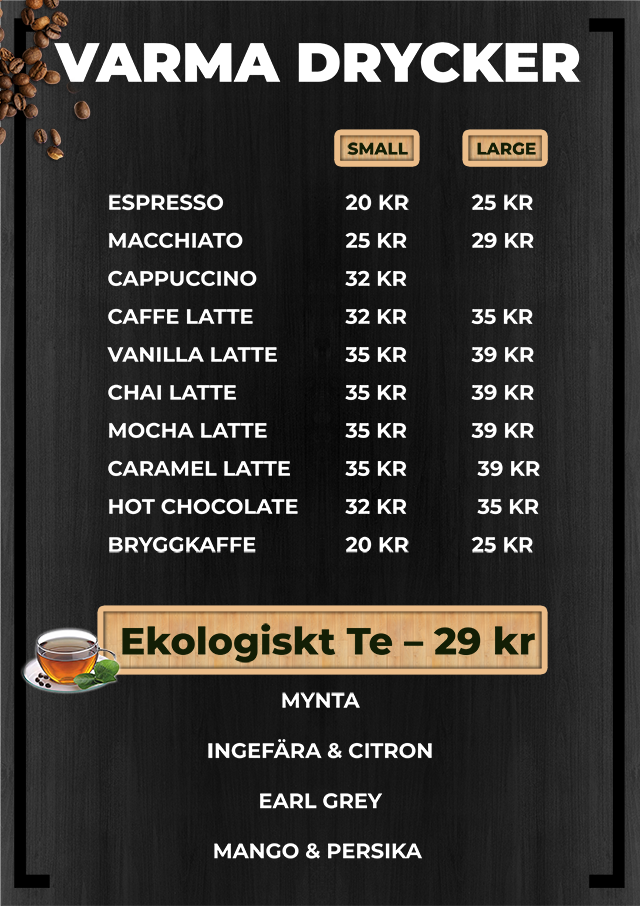 VARMA DRYCKER
SMALL LARGE
ESPRESSO 20 KR 25 KR
MACCHIATO 25 KR 29 KR
CAPPUCCINO 32 KR
CAFFE LATTE 32 KR 35 KR
VANILLA LATTE 35 KR 39 KR
CHAI LATTE 35 KR 39 KR
MOCHA LATTE 35 KR 39 KR
CARAMEL LATTE 35 KR 39 KR
HOT CHOCOLATE 32 KR 35 KR
BRYGGKAFFE 20 KR 25 KR
Ekologiskt Te – 29 kr
MYNTA
INGEFÄRA & CITRON
EARL GREY
MANGO & PERSIKA